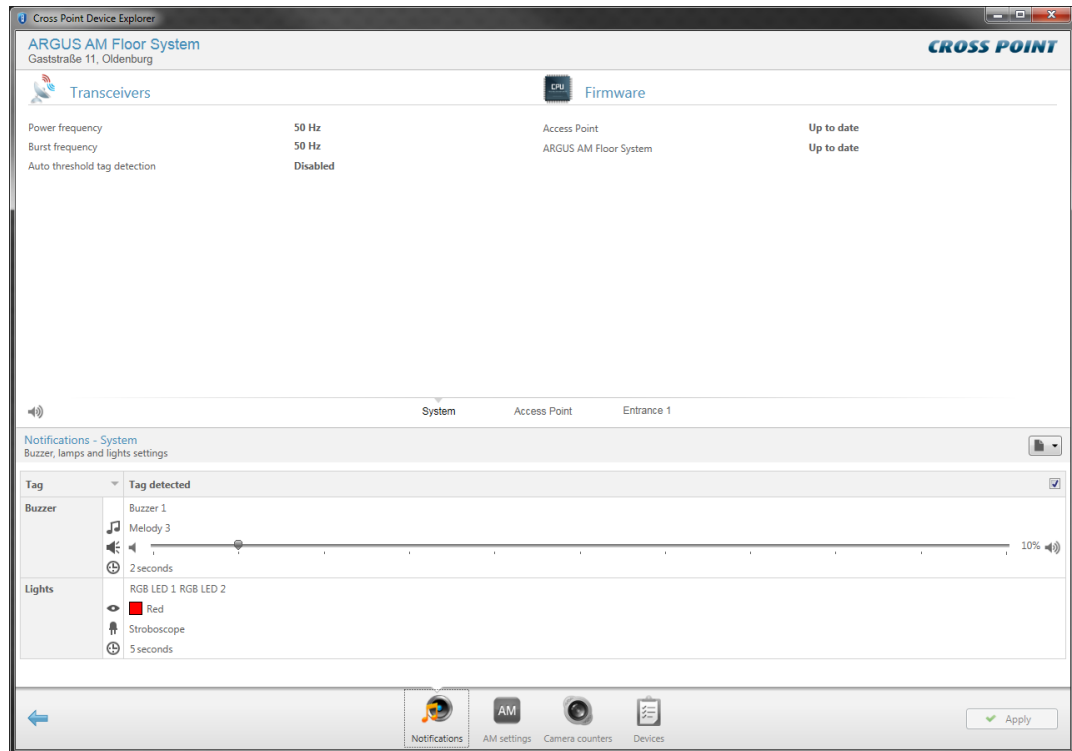 Cross Point Device Explorer
ARGUS AM Floor System
Gaststraße 11, Oldenburg
CROSS POINT
Transceivers
CPU
Firmware
Power frequency 50 Hz
Burst frequency 50 Hz
Auto threshold tag detection Disabled
Access Point Up to date
ARGUS AM Floor System Up to date
System Access Point Entrance 1
Notifications - System
Buzzer, lamps and lights settings
Tag Tag detected
Buzzer Buzzer 1
Melody 3
10%
2 seconds
Lights RGB LED 1 RGB LED 2
Red
Stroboscope
5 seconds
AM
Notifications AM settings Camera counters Devices
Apply